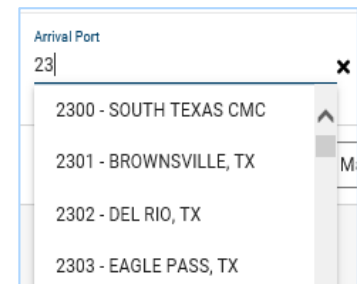 Arrival Port
23
2300 - SOUTH TEXAS CMC
2301 - BROWNSVILLE, TX
2302 - DEL RIO, TX
2303 - EAGLE PASS, TX